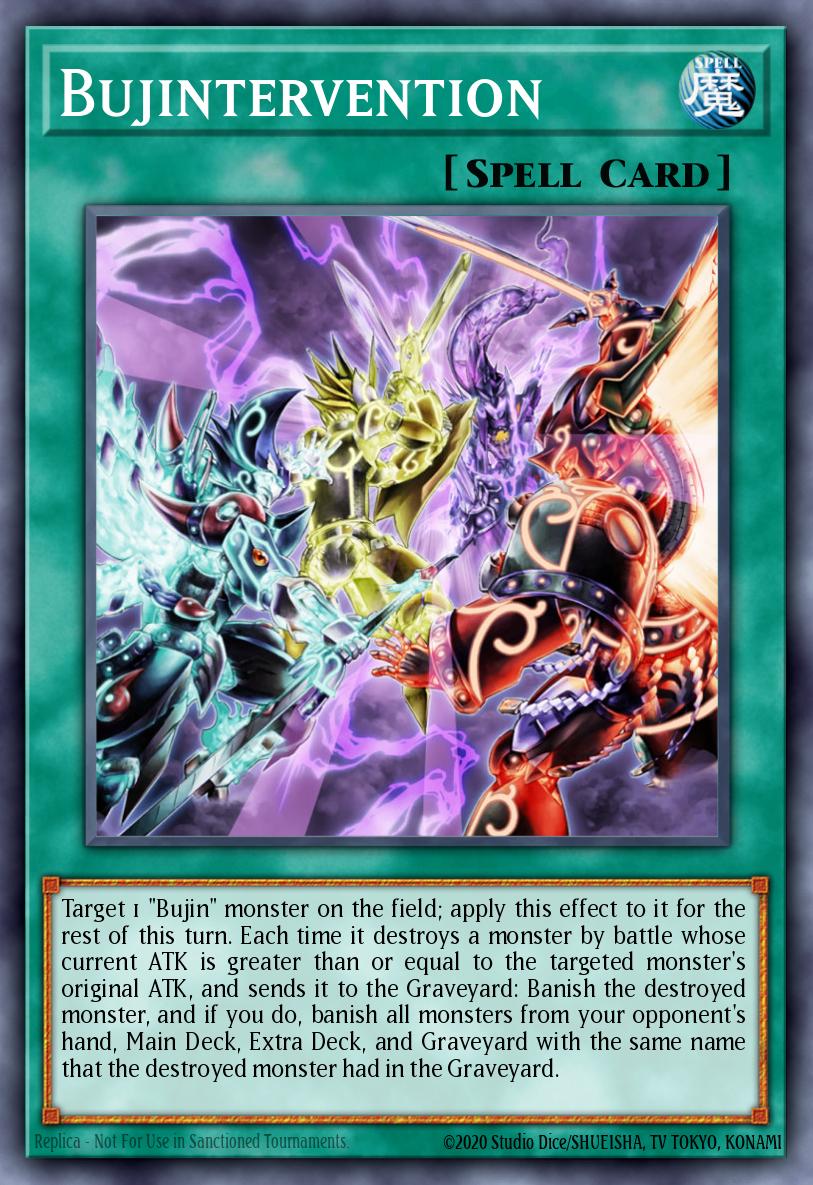 Bujintervention
SPELL
魔
[ Spell Card ]
Target 1 "Bujin" monster on the field; apply this effect to it for the
rest of this turn. Each time it destroys a monster by battle whose
current ATK is greater than or equal to the targeted monster's
original ATK, and sends it to the Graveyard: Banish the destroyed
monster, and if you do, banish all monsters from your opponent's
hand, Main Deck, Extra Deck, and Graveyard with the same name
that the destroyed monster had in the Graveyard.
Replica - Not For Use in Sanctioned Tournaments.
©2020 Studio Dice/SHUEISHA, TV TOKYO, KONAMI